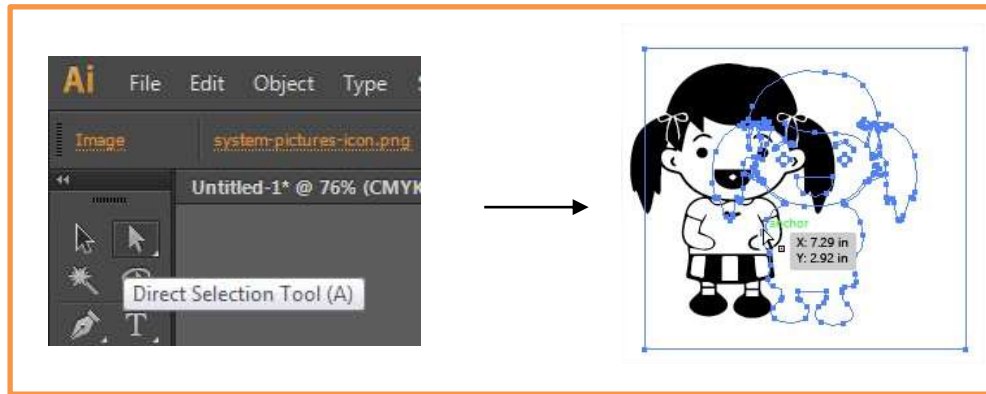 Ai File Edit Object Type
Image system-pictures-icon.png
Untitled-1* @ 76% (CMYK
Direct Selection Tool (A)
T
anchor
X: 7.29 in
Y: 2.92 in